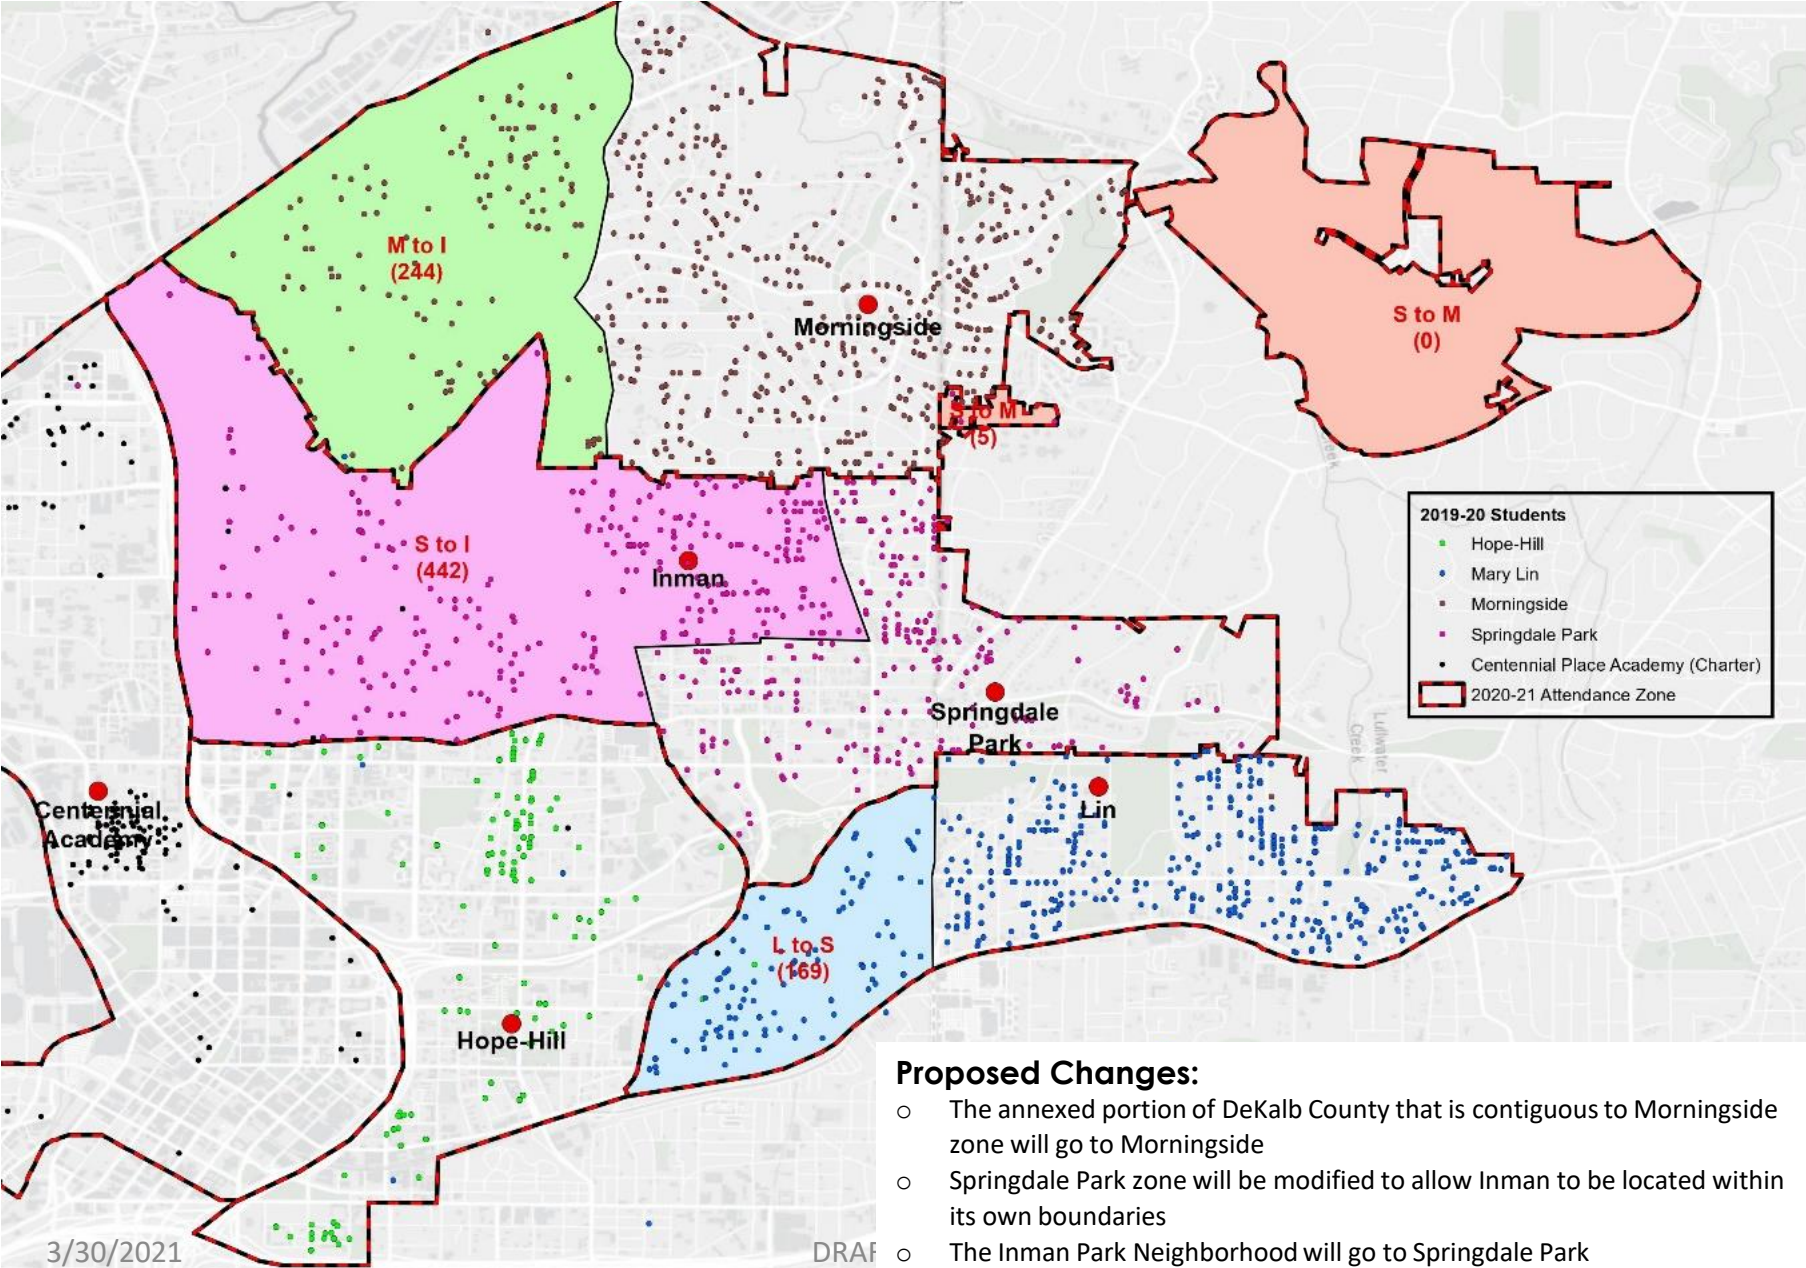 M to I
(244)
Morningside
S to M
(0)
S to M
(5)
S to I
(442)
Inman
2019-20 Students
Hope-Hill
Mary Lin
Morningside
Springdale Park
Centennial Place Academy (Charter)
2020-21 Attendance Zone
Creek
Lullwater
Creek
Springdale
Park
Centennial
Academy
Lin
L to S
(169)
Hope-Hill
Proposed Changes:
o The annexed portion of DeKalb County that is contiguous to Morningside
zone will go to Morningside
o Springdale Park zone will be modified to allow Inman to be located within
its own boundaries
o The Inman Park Neighborhood will go to Springdale Park
3/30/2021
DRAF